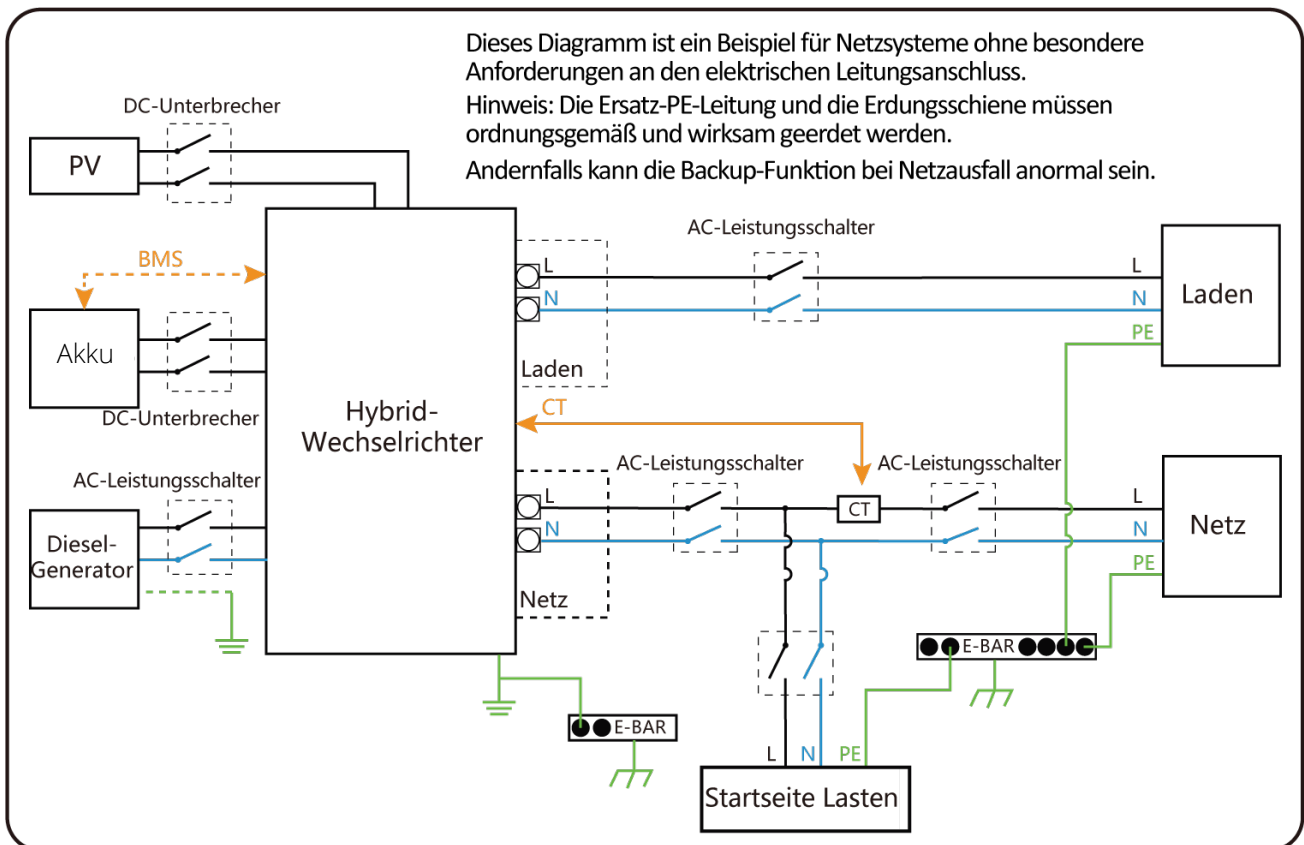 Dieses Diagramm ist ein Beispiel für Netzsysteme ohne besondere
Anforderungen an den elektrischen Leitungsanschluss.
Hinweis: Die Ersatz-PE-Leitung und die Erdungsschiene müssen
ordnungsgemäß und wirksam geerdet werden.
Andernfalls kann die Backup-Funktion bei Netzausfall anormal sein.
DC-Unterbrecher
PV
BMS
Akku
DC-Unterbrecher
AC-Leistungsschalter
Diesel-
Generator
Hybrid-
Wechselrichter
L
N
Laden
AC-Leistungsschalter
L
N
PE
Laden
CT
AC-Leistungsschalter
CT
AC-Leistungsschalter
L
N
Netz
L
N
PE
Netz
E-BAR
E-BAR
L
N
PE
Startseite Lasten